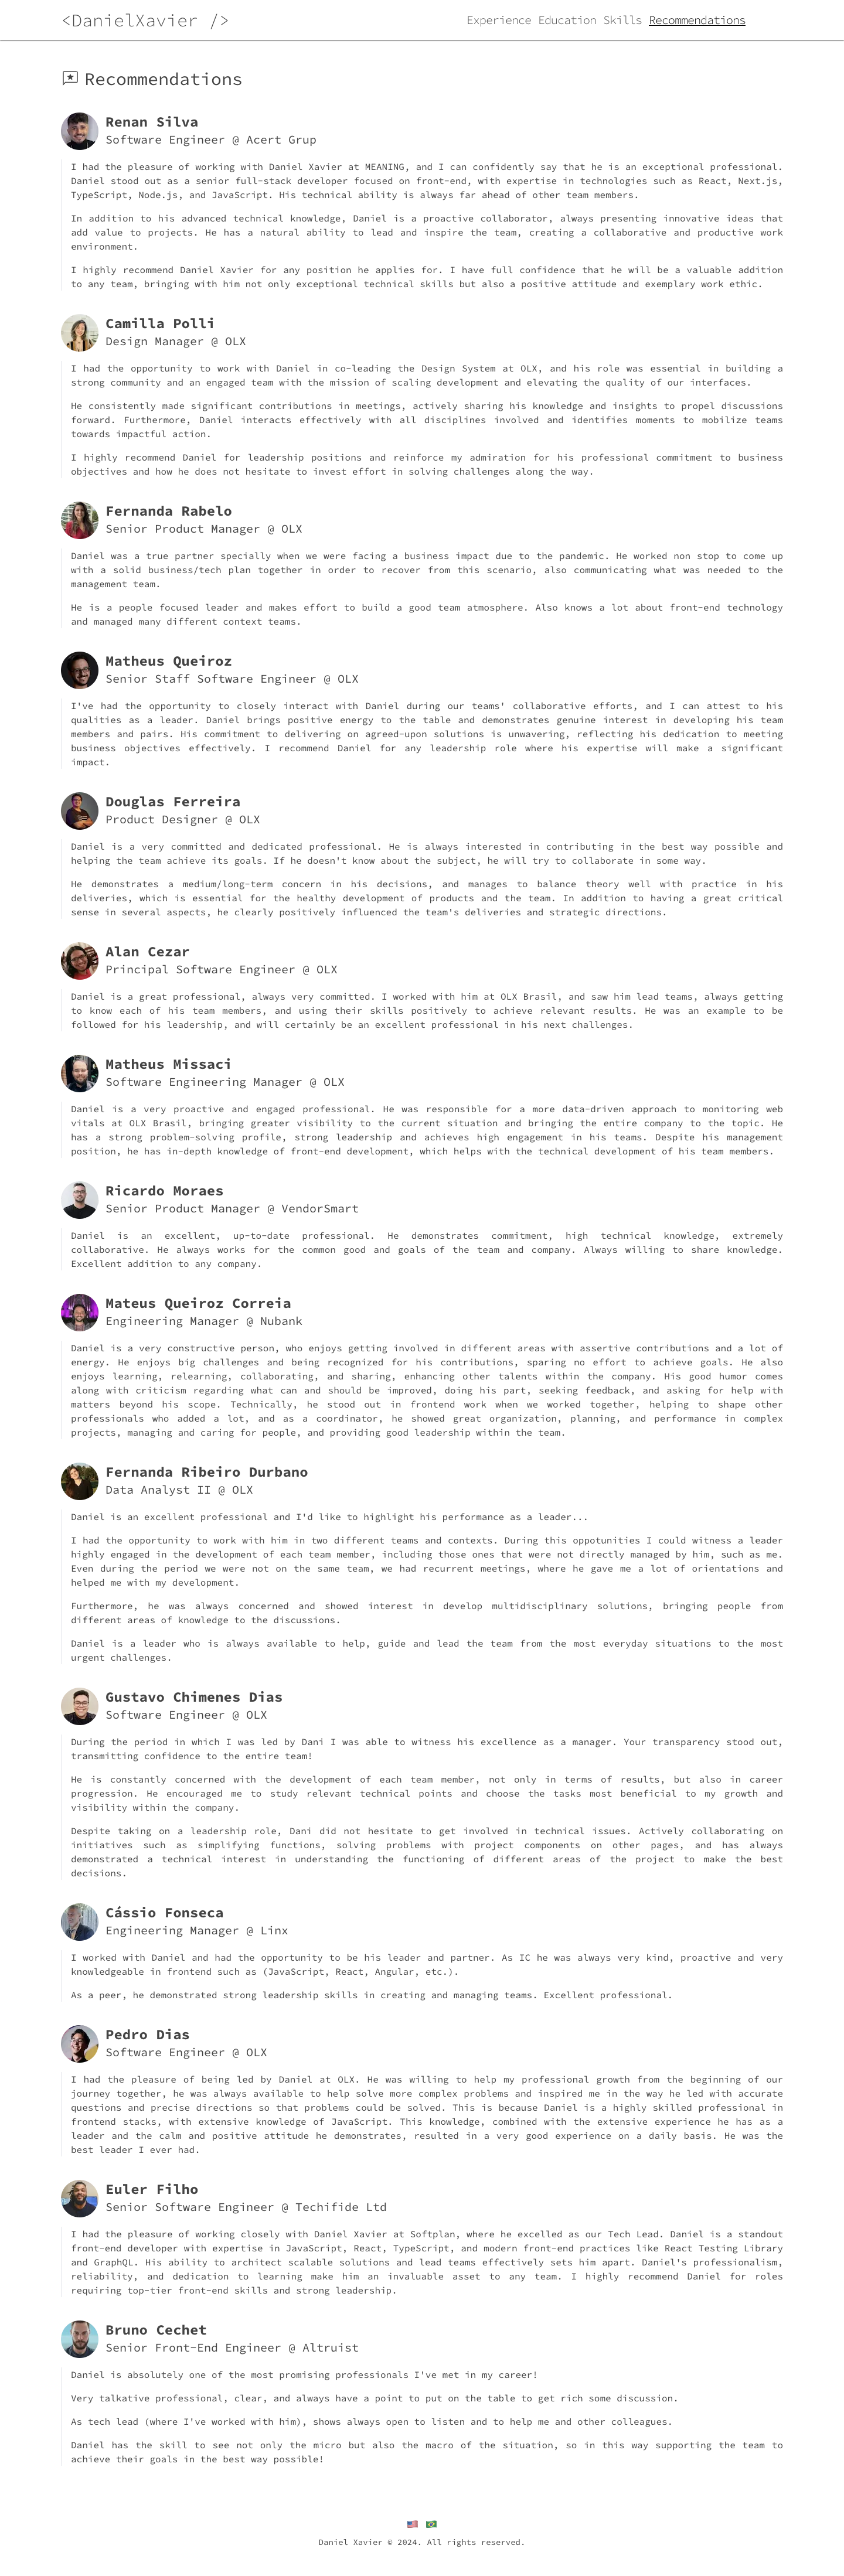 <DanielXavier />
Experience Education Skills Recommendations
Recommendations
Renan Silva
Software Engineer @ Acert Grup
I had the pleasure of working with Daniel Xavier at MEANING, and I can confidently say that he is an exceptional professional.
Daniel stood out as a senior full-stack developer focused on front-end, with expertise in technologies such as React, Next.js,
TypeScript, Node.js, and JavaScript. His technical ability is always far ahead of other team members.
In addition to his advanced technical knowledge, Daniel is a proactive collaborator, always presenting innovative ideas that
add value to projects. He has a natural ability to lead and inspire the team, creating a collaborative and productive work
environment.
I highly recommend Daniel Xavier for any position he applies for. I have full confidence that he will be a valuable addition
to any team, bringing with him not only exceptional technical skills but also a positive attitude and exemplary work ethic.
Camilla Polli
Design Manager @ OLX
I had the opportunity to work with Daniel in co-leading the Design System at OLX, and his role was essential in building a
strong community and an engaged team with the mission of scaling development and elevating the quality of our interfaces.
He consistently made significant contributions in meetings, actively sharing his knowledge and insights to propel discussions
forward. Furthermore, Daniel interacts effectively with all disciplines involved and identifies moments to mobilize teams
towards impactful action.
I highly recommend Daniel for leadership positions and reinforce my admiration for his professional commitment to business
objectives and how he does not hesitate to invest effort in solving challenges along the way.
Fernanda Rabelo
Senior Product Manager @ OLX
Daniel was a true partner specially when we were facing a business impact due to the pandemic. He worked non stop to come up
with a solid business/tech plan together in order to recover from this scenario, also communicating what was needed to the
management team.
He is a people focused leader and makes effort to build a good team atmosphere. Also knows a lot about front-end technology
and managed many different context teams.
Matheus Queiroz
Senior Staff Software Engineer @ OLX
I've had the opportunity to closely interact with Daniel during our teams' collaborative efforts, and I can attest to his
qualities as a leader. Daniel brings positive energy to the table and demonstrates genuine interest in developing his team
members and pairs. His commitment to delivering on agreed-upon solutions is unwavering, reflecting his dedication to meeting
business objectives effectively. I recommend Daniel for any leadership role where his expertise will make a significant
impact.
Douglas Ferreira
Product Designer @ OLX
Daniel is a very committed and dedicated professional. He is always interested in contributing in the best way possible and
helping the team achieve its goals. If he doesn't know about the subject, he will try to collaborate in some way.
He demonstrates a medium/long-term concern in his decisions, and manages to balance theory well with practice in his
deliveries, which is essential for the healthy development of products and the team. In addition to having a great critical
sense in several aspects, he clearly positively influenced the team's deliveries and strategic directions.
Alan Cezar
Principal Software Engineer @ OLX
Daniel is a great professional, always very committed. I worked with him at OLX Brasil, and saw him lead teams, always getting
to know each of his team members, and using their skills positively to achieve relevant results. He was an example to be
followed for his leadership, and will certainly be an excellent professional in his next challenges.
Matheus Missaci
Software Engineering Manager @ OLX
Daniel is a very proactive and engaged professional. He was responsible for a more data-driven approach to monitoring web
vitals at OLX Brasil, bringing greater visibility to the current situation and bringing the entire company to the topic. He
has a strong problem-solving profile, strong leadership and achieves high engagement in his teams. Despite his management
position, he has in-depth knowledge of front-end development, which helps with the technical development of his team members.
Ricardo Moraes
Senior Product Manager @ VendorSmart
Daniel is an excellent, up-to-date professional. He demonstrates commitment, high technical knowledge, extremely
collaborative. He always works for the common good and goals of the team and company. Always willing to share knowledge.
Excellent addition to any company.
Mateus Queiroz Correia
Engineering Manager @ Nubank
Daniel is a very constructive person, who enjoys getting involved in different areas with assertive contributions and a lot of
energy. He enjoys big challenges and being recognized for his contributions, sparing no effort to achieve goals. He also
enjoys learning, relearning, collaborating, and sharing, enhancing other talents within the company. His good humor comes
along with criticism regarding what can and should be improved, doing his part, seeking feedback, and asking for help with
matters beyond his scope. Technically, he stood out in frontend work when we worked together, helping to shape other
professionals who added a lot, and as a coordinator, he showed great organization, planning, and performance in complex
projects, managing and caring for people, and providing good leadership within the team.
Fernanda Ribeiro Durbano
Data Analyst II @ OLX
Daniel is an excellent professional and I'd like to highlight his performance as a leader...
I had the opportunity to work with him in two different teams and contexts. During this oppotunities I could witness a leader
highly engaged in the development of each team member, including those ones that were not directly managed by him, such as me.
Even during the period we were not on the same team, we had recurrent meetings, where he gave me a lot of orientations and
helped me with my development.
Furthermore, he was always concerned and showed interest in develop multidisciplinary solutions, bringing people from
different areas of knowledge to the discussions.
Daniel is a leader who is always available to help, guide and lead the team from the most everyday situations to the most
urgent challenges.
Gustavo Chimenes Dias
Software Engineer @ OLX
During the period in which I was led by Dani I was able to witness his excellence as a manager. Your transparency stood out,
transmitting confidence to the entire team!
He is constantly concerned with the development of each team member, not only in terms of results, but also in career
progression. He encouraged me to study relevant technical points and choose the tasks most beneficial to my growth and
visibility within the company.
Despite taking on a leadership role, Dani did not hesitate to get involved in technical issues. Actively collaborating on
initiatives such as simplifying functions, solving problems with project components on other pages, and has always
demonstrated a technical interest in understanding the functioning of different areas of the project to make the best
decisions.
Cássio Fonseca
Engineering Manager @ Linx
I worked with Daniel and had the opportunity to be his leader and partner. As IC he was always very kind, proactive and very
knowledgeable in frontend such as (JavaScript, React, Angular, etc.).
As a peer, he demonstrated strong leadership skills in creating and managing teams. Excellent professional.
Pedro Dias
Software Engineer @ OLX
I had the pleasure of being led by Daniel at OLX. He was willing to help my professional growth from the beginning of our
journey together, he was always available to help solve more complex problems and inspired me in the way he led with accurate
questions and precise directions so that problems could be solved. This is because Daniel is a highly skilled professional in
frontend stacks, with extensive knowledge of JavaScript. This knowledge, combined with the extensive experience he has as a
leader and the calm and positive attitude he demonstrates, resulted in a very good experience on a daily basis. He was the
best leader I ever had.
Euler Filho
Senior Software Engineer @ Techifide Ltd
I had the pleasure of working closely with Daniel Xavier at Softplan, where he excelled as our Tech Lead. Daniel is a standout
front-end developer with expertise in JavaScript, React, TypeScript, and modern front-end practices like React Testing Library
and GraphQL. His ability to architect scalable solutions and lead teams effectively sets him apart. Daniel's professionalism,
reliability, and dedication to learning make him an invaluable asset to any team. I highly recommend Daniel for roles
requiring top-tier front-end skills and strong leadership.
Bruno Cechet
Senior Front-End Engineer @ Altruist
Daniel is absolutely one of the most promising professionals I've met in my career!
Very talkative professional, clear, and always have a point to put on the table to get rich some discussion.
As tech lead (where I've worked with him), shows always open to listen and to help me and other colleagues.
Daniel has the skill to see not only the micro but also the macro of the situation, so in this way supporting the team to
achieve their goals in the best way possible!
Daniel Xavier © 2024. All rights reserved.